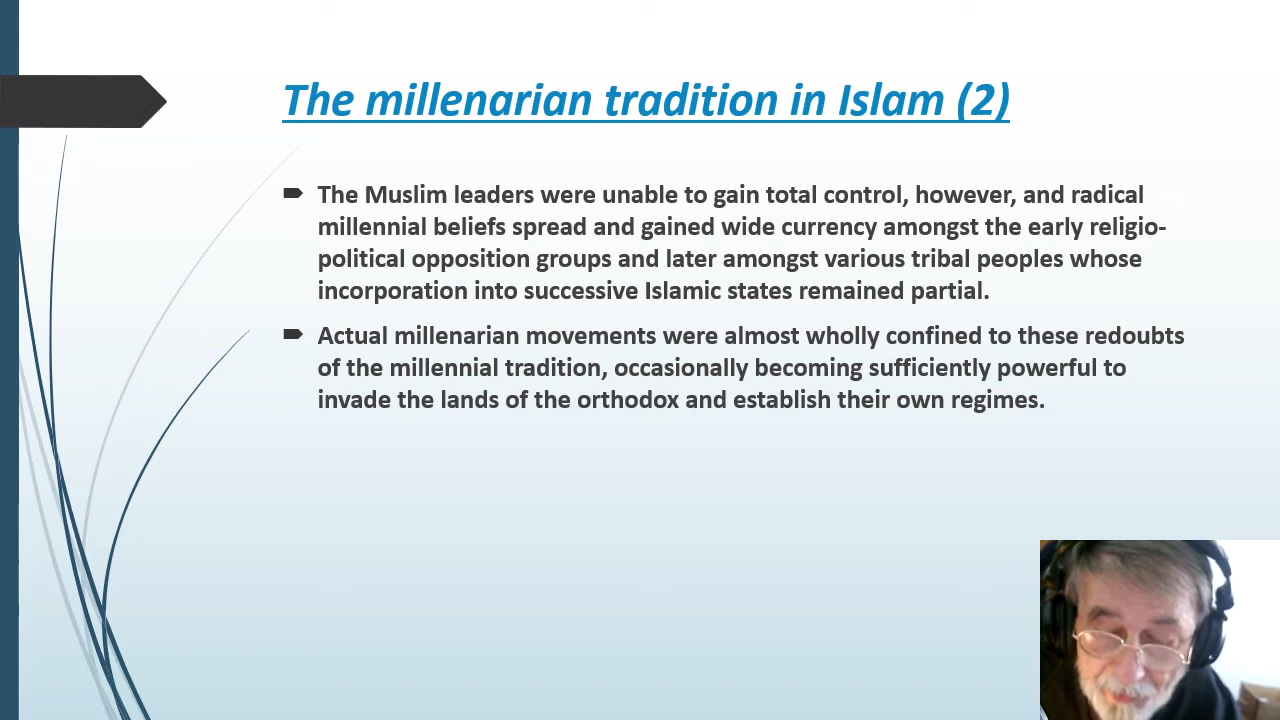 The millenarian tradition in Islam (2)
The Muslim leaders were unable to gain total control, however, and radical
millennial beliefs spread and gained wide currency amongst the early religio-
political opposition groups and later amongst various tribal peoples whose
incorporation into successive Islamic states remained partial.
Actual millenarian movements were almost wholly confined to these redoubts
of the millennial tradition, occasionally becoming sufficiently powerful to
invade the lands of the orthodox and establish their own regimes.